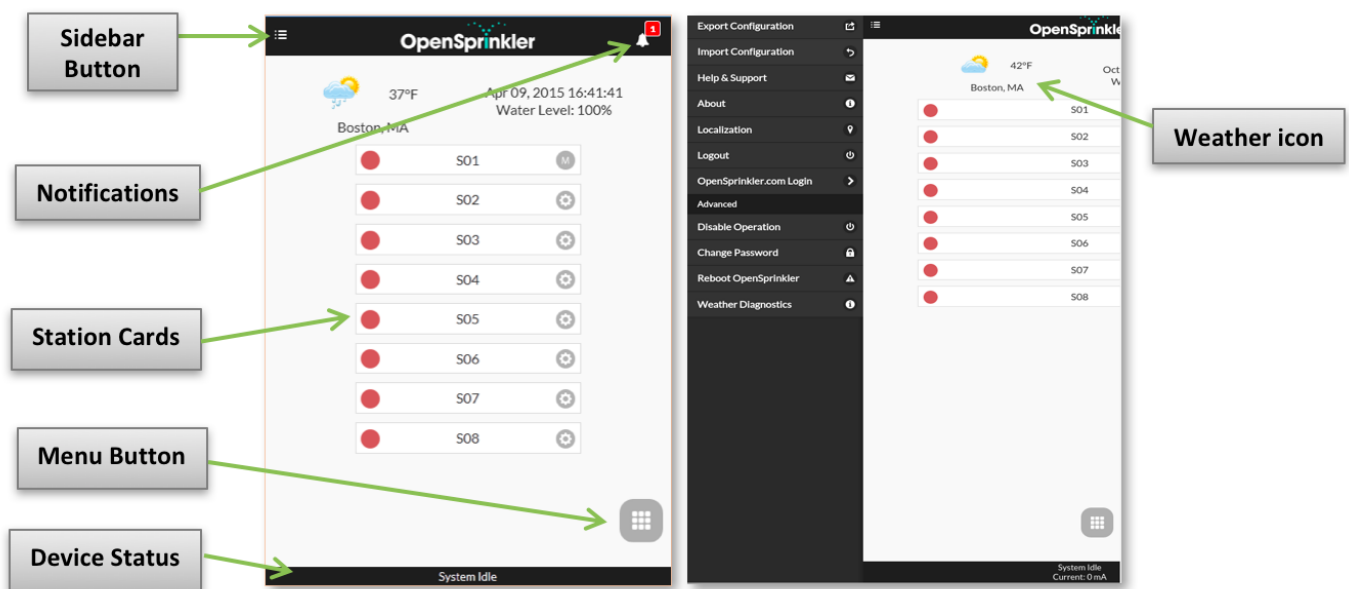 Sidebar
Button
Notifications
Station Cards
Menu Button
Device Status
OpenSprinkler
1
37°F
Apr 09, 2015 16:41:41
Water Level: 100%
Boston, MA
S01
M
S02
S03
S04
S05
S06
S07
S08
System Idle
Export Configuration
Import Configuration
Help & Support
About
Localization
Logout
OpenSprinkler.com Login
Advanced
Disable Operation
Change Password
Reboot OpenSprinkler
Weather Diagnostics
OpenSprinkle
42°F
Oct
W
Boston, MA
S01
S02
S03
S04
S05
S06
S07
S08
System Idle
Current: 0 mA
Weather icon